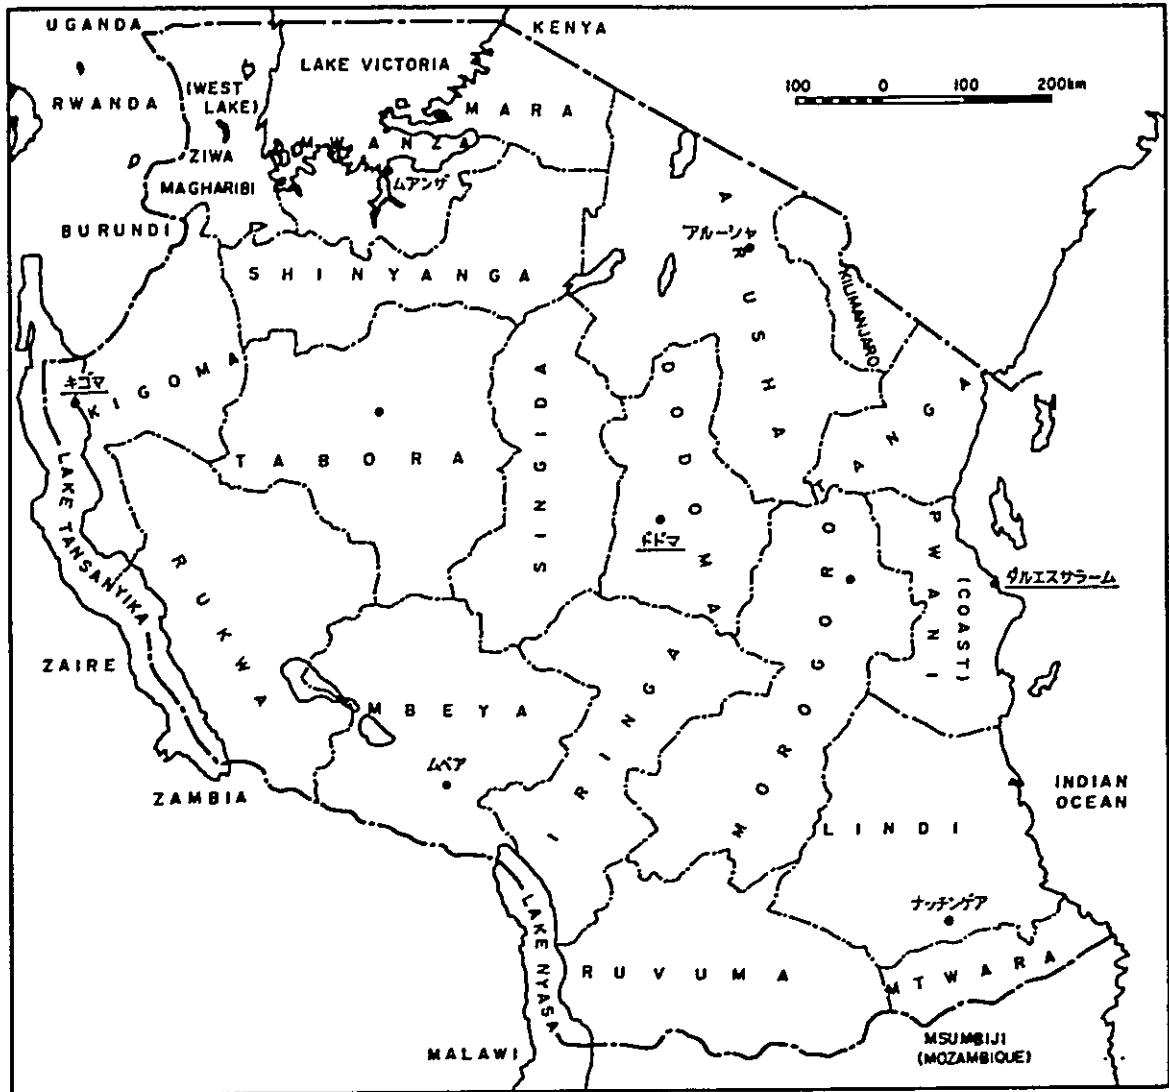 UGANDA
KENYA
LAKE VICTORIA
(WEST LAKE)
RWANDA
MARA
100 0 100 200km
MWANZA
ZIWA
MAGHARIBI
ムアンザ
BURUNDI
アルーシャ
ARUSHA
SHINYANGA
KILIMANJARO
キゴマ
KIGOMA
TANGA
DODOMA
SINGIDA
TABORA
LAKE TANSANYIKA
ドドマ
PWANI
(COAST)
ダルエスサラーム
RUKWA
MOROGORO
ZAIRE
IRINGA
MBEYA
ムベア
ZAMBIA
INDIAN
OCEAN
LINDI
ナッチンゲア
LAKE NYASA
RUVUMA
MTWARA
MALAWI
MSUMBIJI
(MOZAMBIQUE)